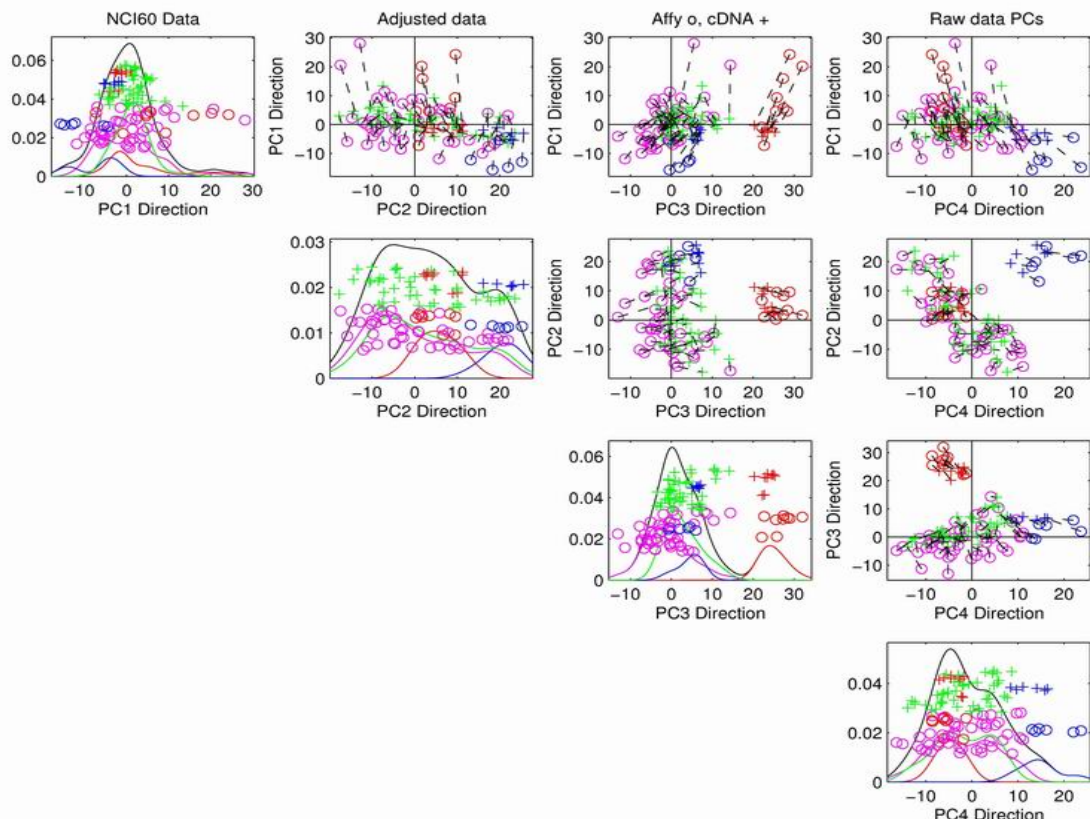 NCI60 Data
0.06
0.04
0.02
0
−10 0 10 20 30
PC1 Direction
Adjusted data
PC1 Direction
30
20
10
0
−10
−10 0 10 20
PC2 Direction
Affy o, cDNA +
PC1 Direction
30
20
10
0
−10
−10 0 10 20 30
PC3 Direction
Raw data PCs
PC1 Direction
30
20
10
0
−10
−10 0 10 20
PC4 Direction
0.03
0.02
0.01
0
−10 0 10 20
PC2 Direction
PC2 Direction
20
10
0
−10
−10 0 10 20 30
PC3 Direction
PC2 Direction
20
10
0
−10
−10 0 10 20
PC4 Direction
0.06
0.04
0.02
0
−10 0 10 20 30
PC3 Direction
PC3 Direction
30
20
10
0
−10
−10 0 10 20
PC4 Direction
0.04
0.02
0
−10 0 10 20
PC4 Direction